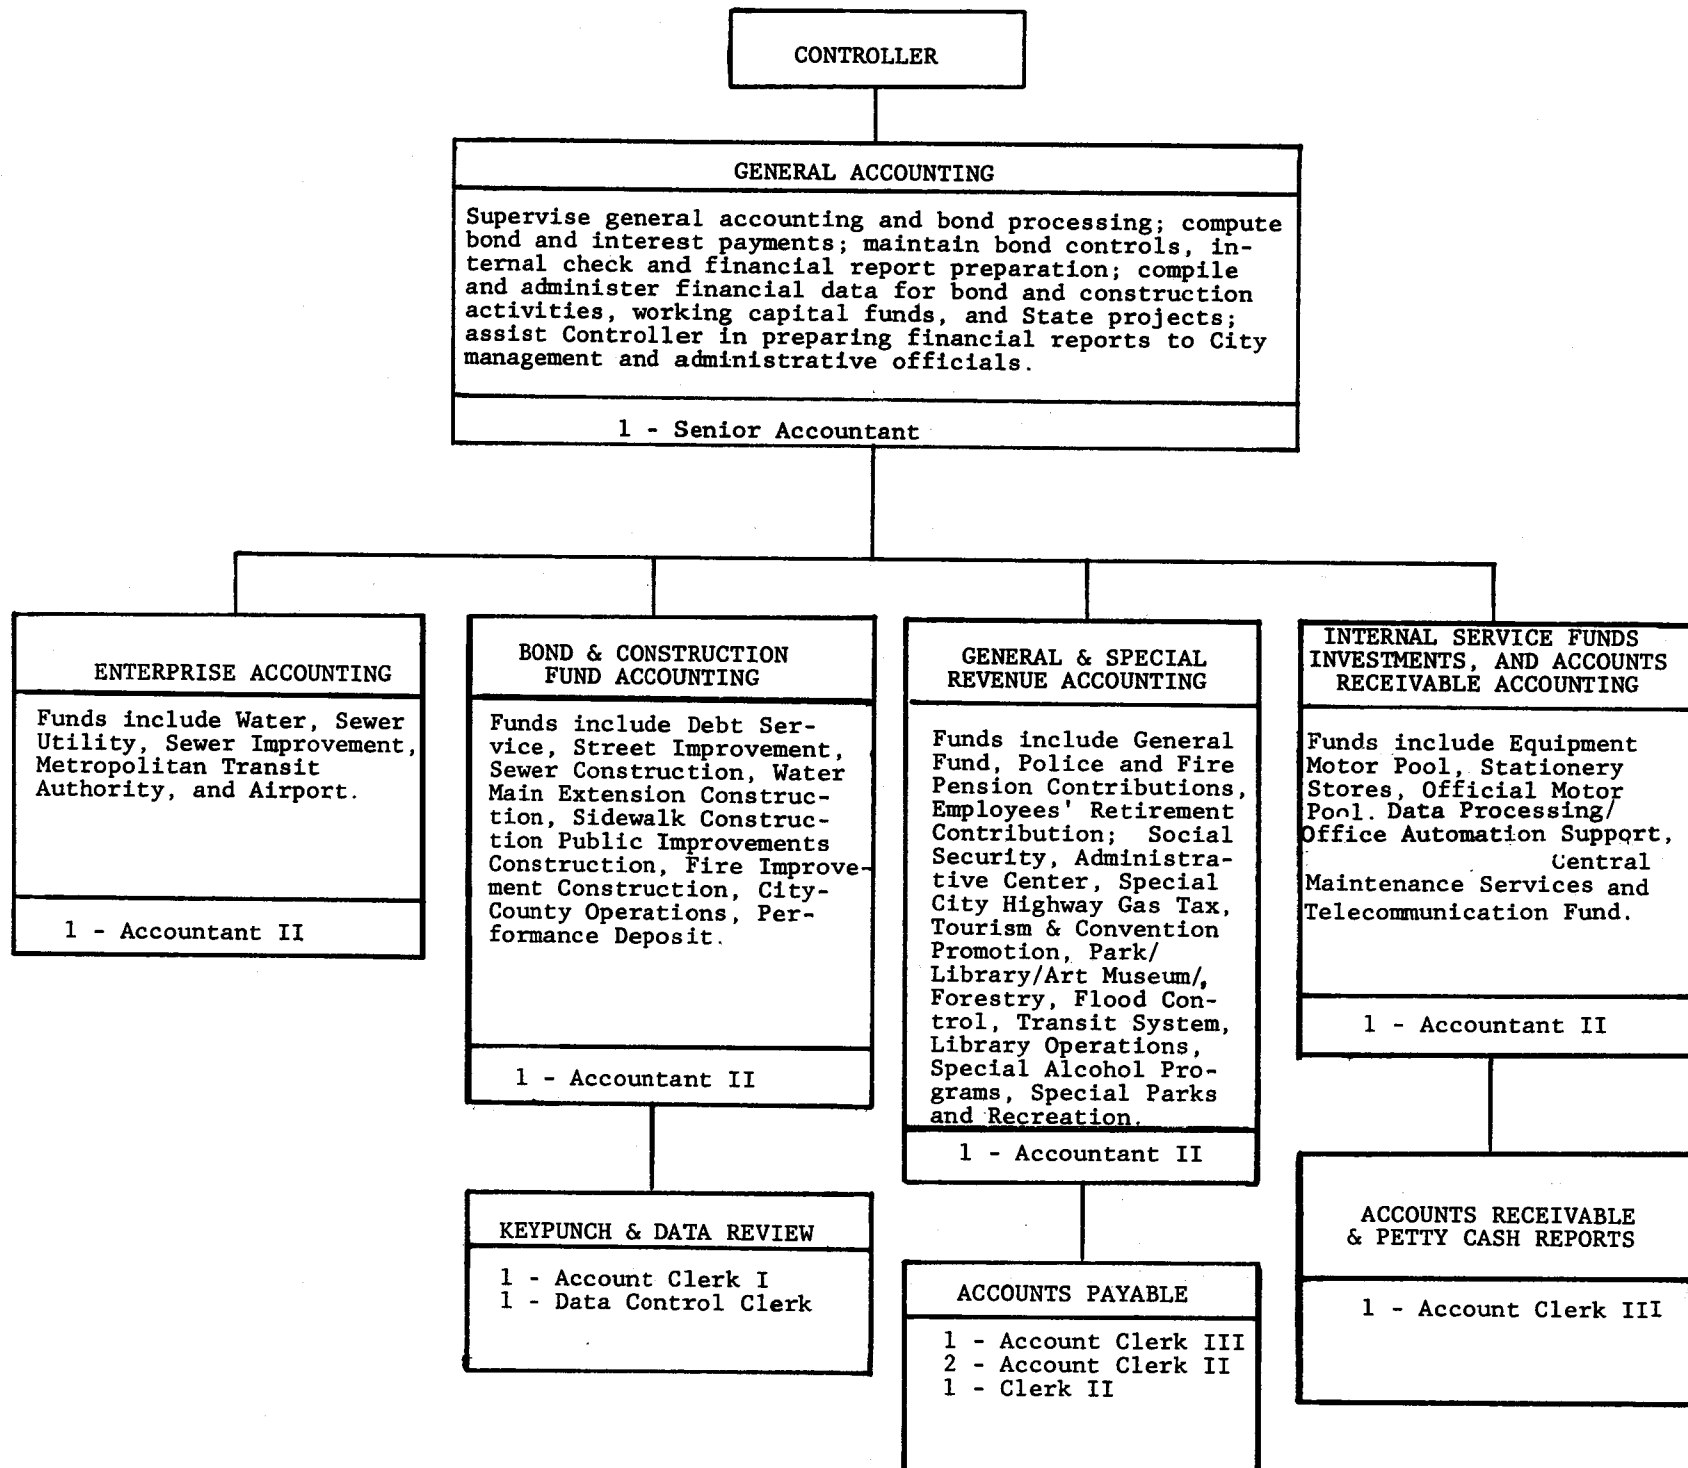 CONTROLLER
GENERAL ACCOUNTING
Supervise general accounting and bond processing; compute
bond and interest payments; maintain bond controls, in-
ternal check and financial report preparation; compile
and administer financial data for bond and construction
activities, working capital funds, and State projects;
assist Controller in preparing financial reports to City
management and administrative officials.
1 - Senior Accountant
ENTERPRISE ACCOUNTING
Funds include Water, Sewer
Utility, Sewer Improvement,
Metropolitan Transit
Authority, and Airport.
1 - Accountant II
BOND & CONSTRUCTION
FUND ACCOUNTING
Funds include Debt Ser-
vice, Street Improvement,
Sewer Construction, Water
Main Extension Construc-
tion, Sidewalk Construc-
tion Public Improvements
Construction, Fire Improve-
ment Construction, City-
County Operations, Per-
formance Deposit.
1 - Accountant II
KEYPUNCH & DATA REVIEW
1 - Account Clerk I
1 - Data Control Clerk
GENERAL & SPECIAL
REVENUE ACCOUNTING
Funds include General
Fund, Police and Fire
Pension Contributions,
Employees' Retirement
Contribution; Social
Security, Administra-
tive Center, Special
City Highway Gas Tax,
Tourism & Convention
Promotion, Park/
Library/Art Museum/,
Forestry, Flood Con-
trol, Transit System,
Library Operations,
Special Alcohol Pro-
grams, Special Parks
and Recreation.
1 - Accountant II
ACCOUNTS PAYABLE
1 - Account Clerk III
2 - Account Clerk II
1 - Clerk II
INTERNAL SERVICE FUNDS
INVESTMENTS, AND ACCOUNTS
RECEIVABLE ACCOUNTING
Funds include Equipment
Motor Pool, Stationery
Stores, Official Motor
Pool. Data Processing/
Office Automation Support,
Central
Maintenance Services and
Telecommunication Fund.
1 - Accountant II
ACCOUNTS RECEIVABLE
& PETTY CASH REPORTS
1 - Account Clerk III